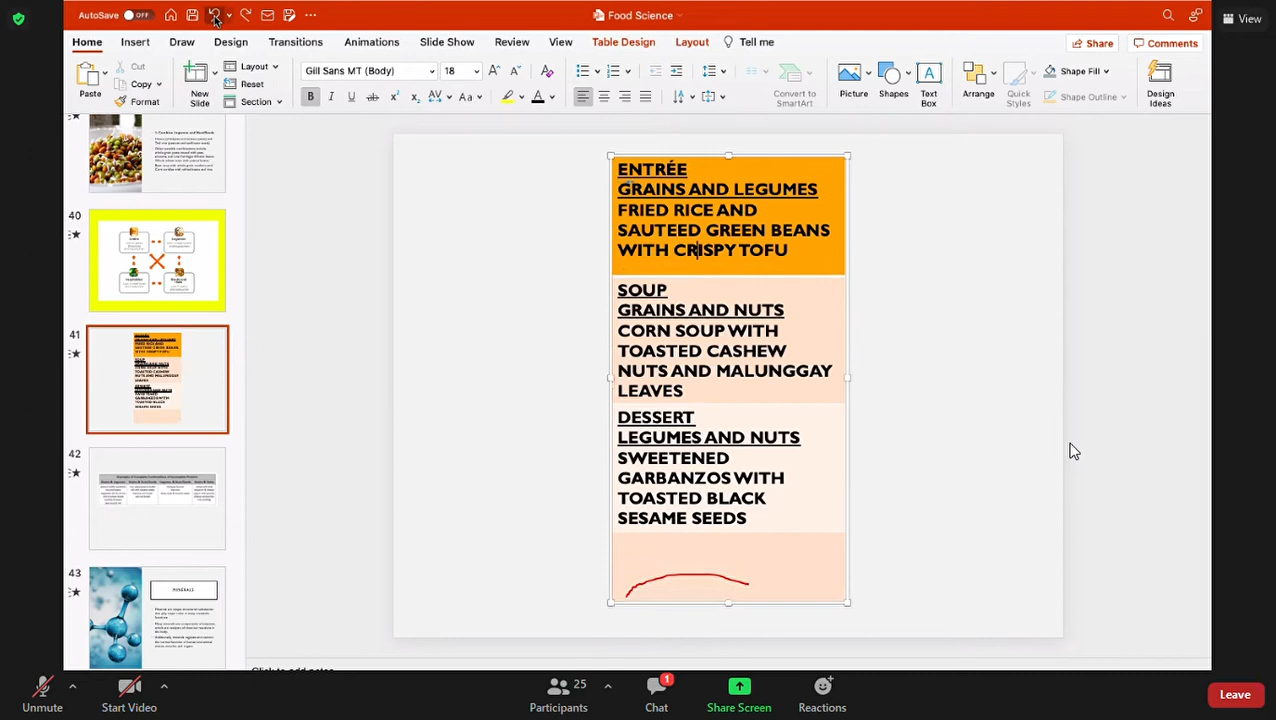 View
AutoSave OFF
Food Science
Home Insert Draw Design Transitions Animations Slide Show Review View Table Design Layout Tell me
Share Comments
Paste
Cut
Copy
Format
New Slide
Layout
Reset
Section
Gill Sans MT (Body) 18
Convert to SmartArt
Picture
Shapes
Text Box
Arrange
Quick Styles
Shape Fill
Shape Outline
Design Ideas
40
41
42
43
MINERALS
ENTRÉE
GRAINS AND LEGUMES
FRIED RICE AND
SAUTEED GREEN BEANS
WITH CRISPY TOFU
SOUP
GRAINS AND NUTS
CORN SOUP WITH
TOASTED CASHEW
NUTS AND MALUNGGAY
LEAVES
DESSERT
LEGUMES AND NUTS
SWEETENED
GARBANZOS WITH
TOASTED BLACK
SESAME SEEDS
Click to add notes
Unmute
Start Video
25
Participants
1
Chat
Share Screen
Reactions
Leave